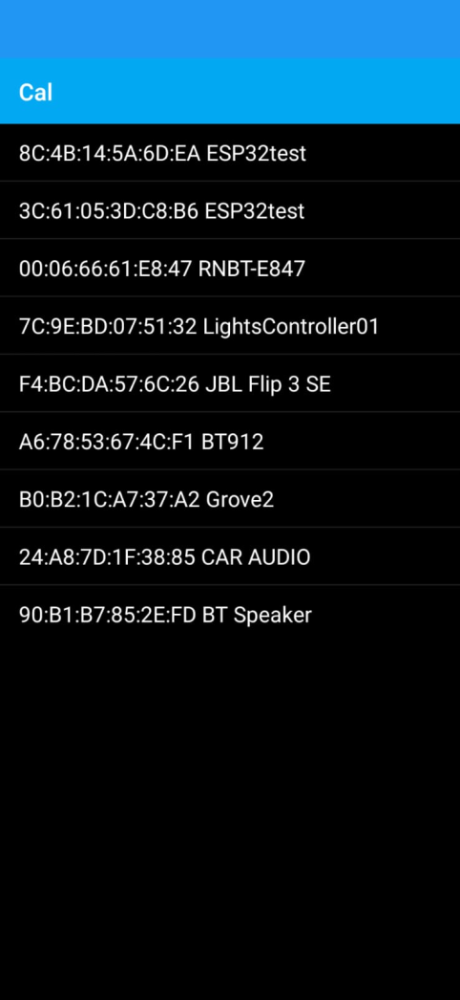 Cal
8C:4B:14:5A:6D:EA ESP32test
3C:61:05:3D:C8:B6 ESP32test
00:06:66:61:E8:47 RNBT-E847
7C:9E:BD:07:51:32 LightsController01
F4:BC:DA:57:6C:26 JBL Flip 3 SE
A6:78:53:67:4C:F1 BT912
B0:B2:1C:A7:37:A2 Grove2
24:A8:7D:1F:38:85 CAR AUDIO
90:B1:B7:85:2E:FD BT Speaker